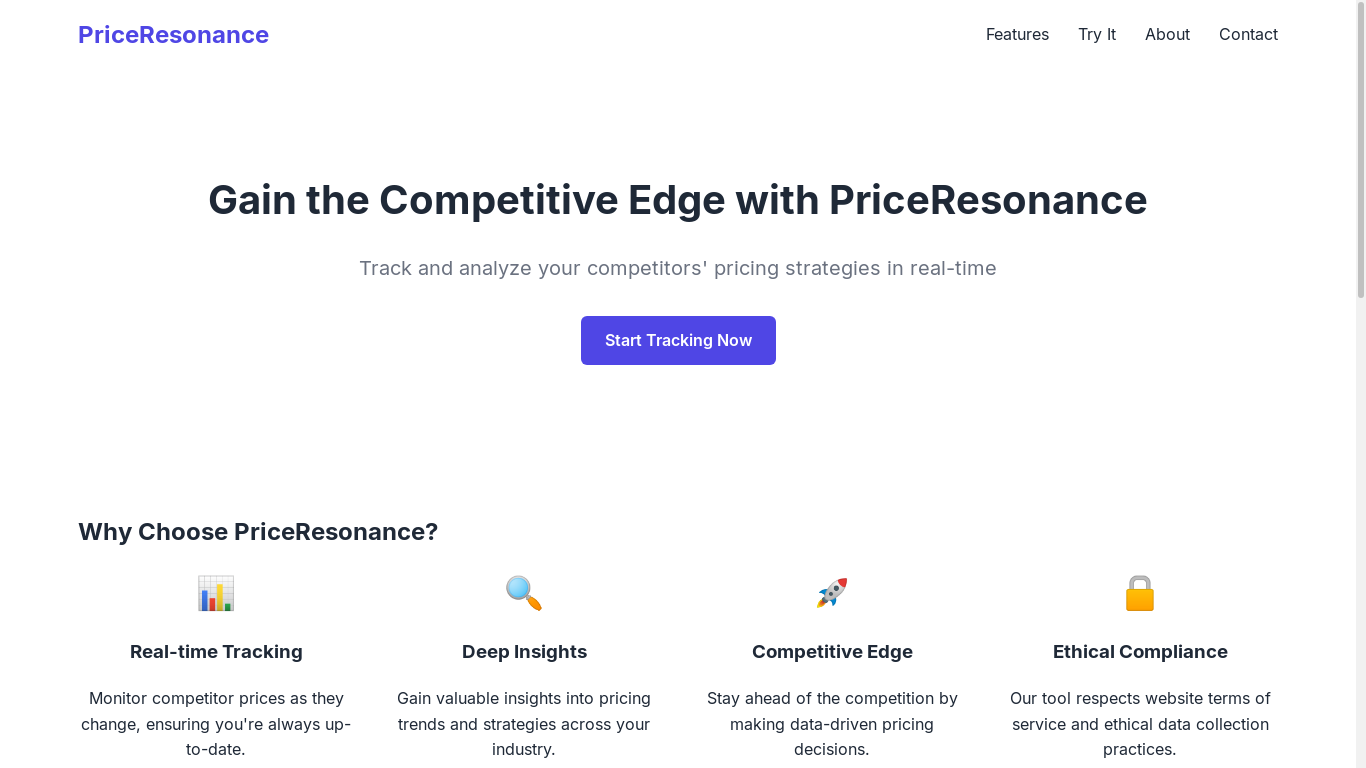 PriceResonance
Features
Try It
About
Contact
Gain the Competitive Edge with PriceResonance
Track and analyze your competitors' pricing strategies in real-time
Start Tracking Now
Why Choose PriceResonance?
Real-time Tracking
Monitor competitor prices as they
change, ensuring you're always up-
to-date.
Deep Insights
Gain valuable insights into pricing
trends and strategies across your
industry.
Competitive Edge
Stay ahead of the competition by
making data-driven pricing
decisions.
Ethical Compliance
Our tool respects website terms of
service and ethical data collection
practices.